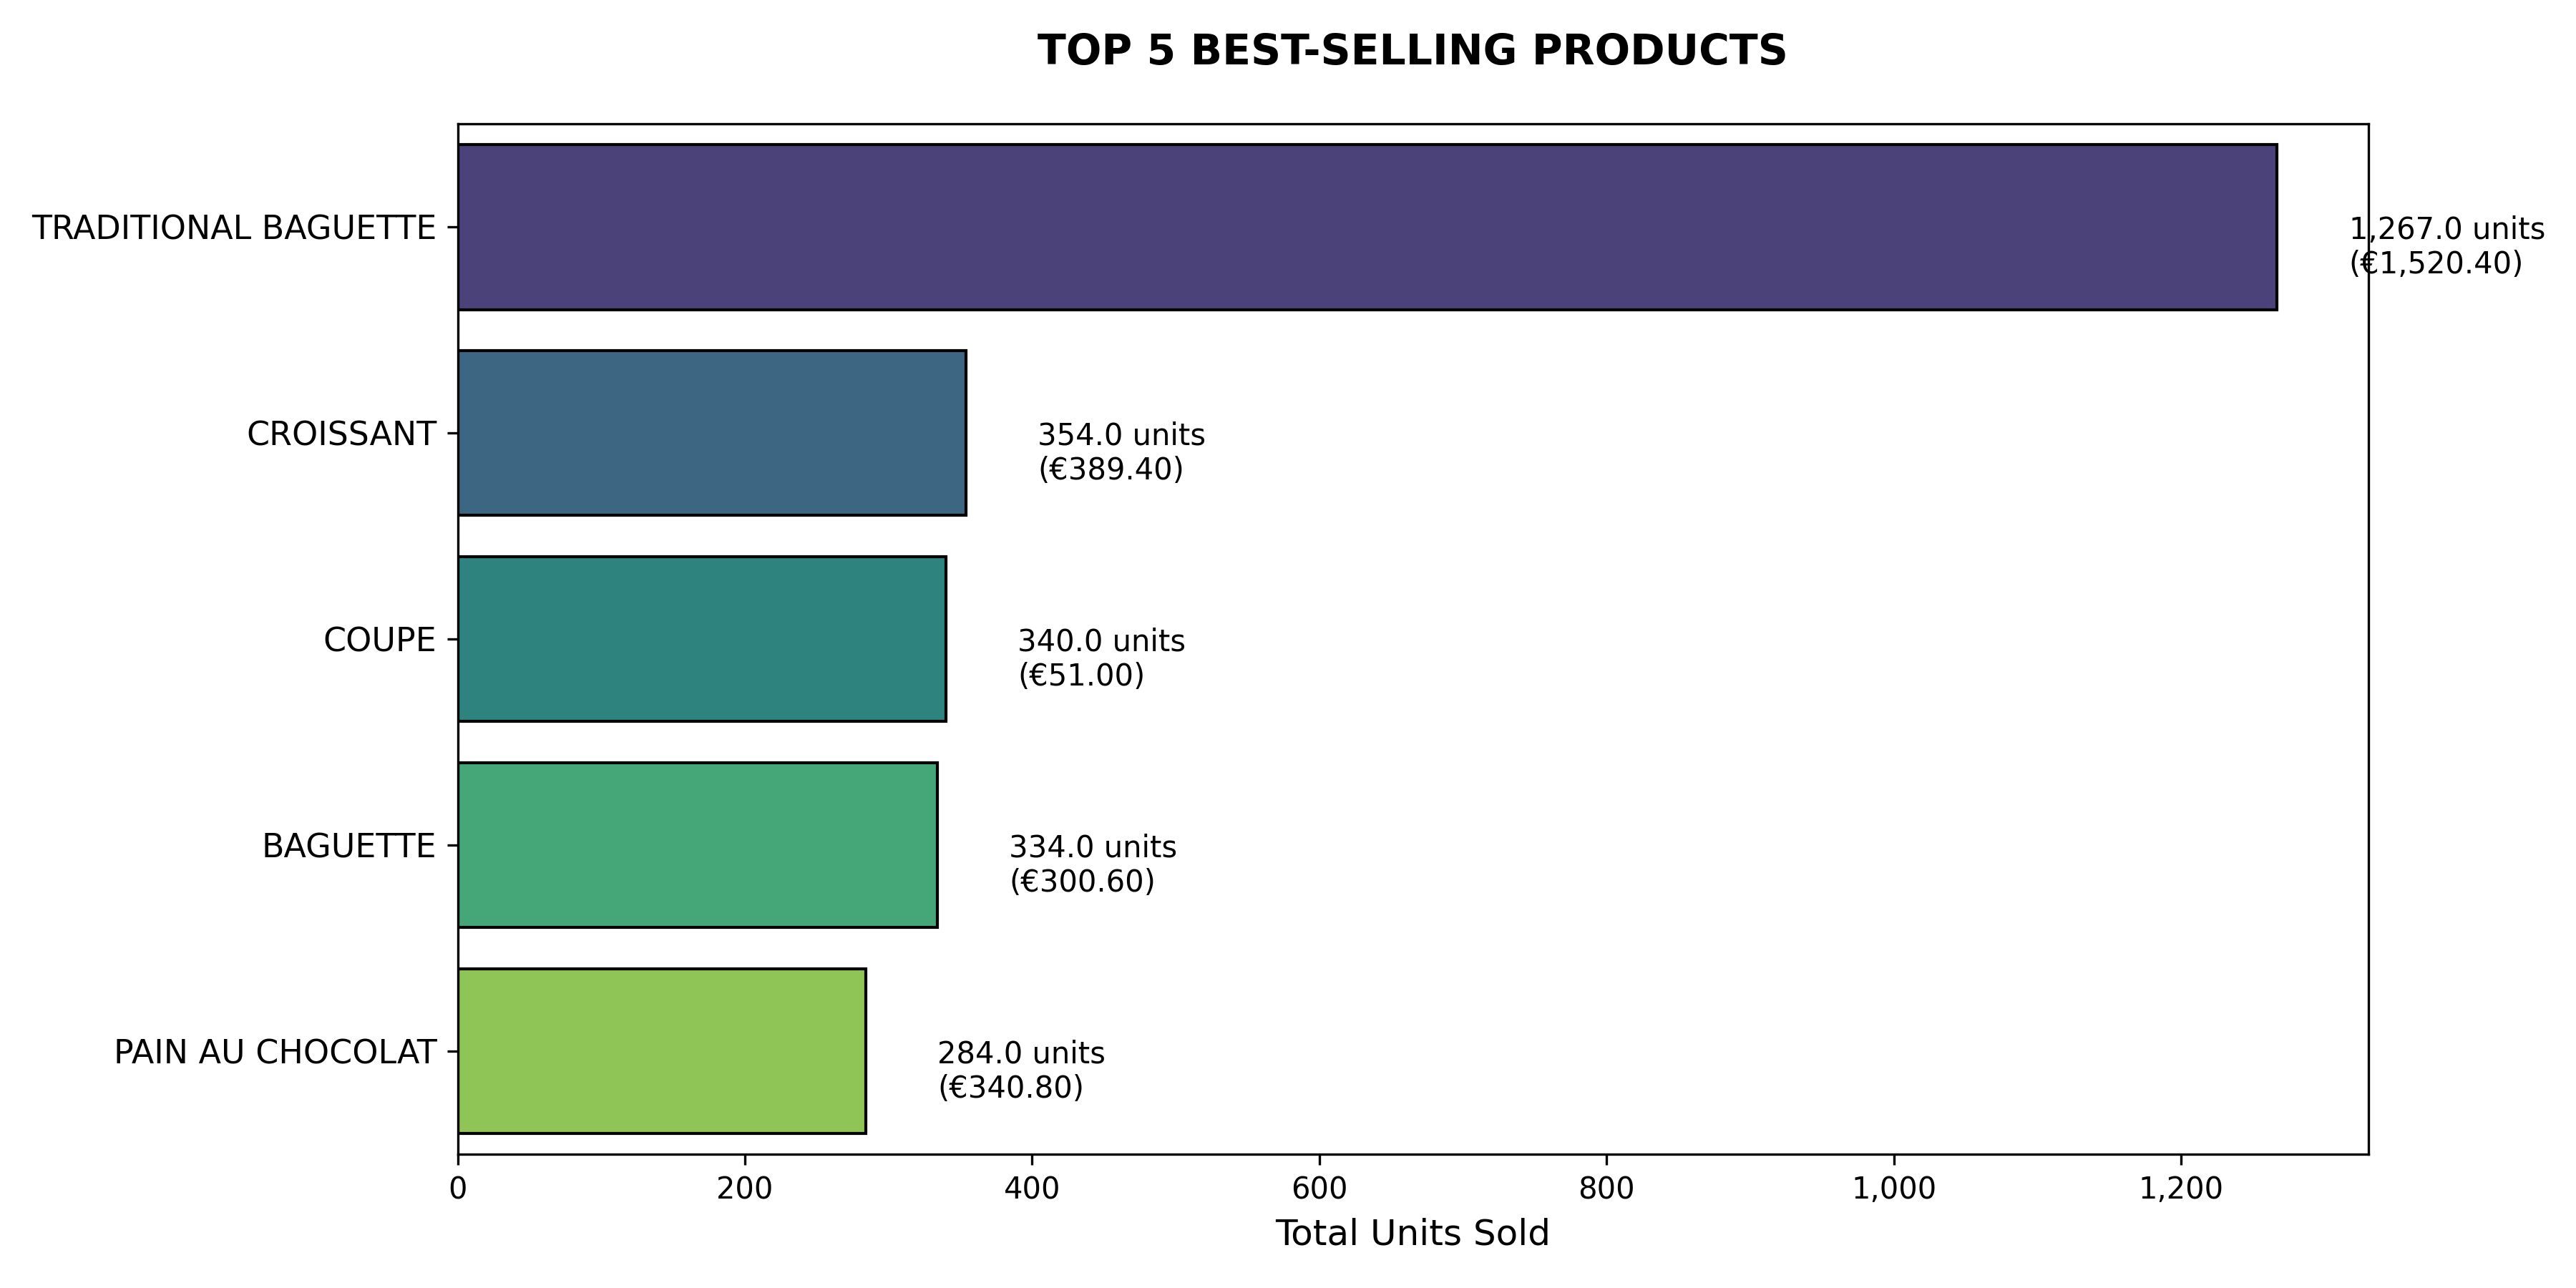 TOP 5 BEST-SELLING PRODUCTS
TRADITIONAL BAGUETTE
1,267.0 units
(€1,520.40)
CROISSANT
354.0 units
(€389.40)
COUPE
340.0 units
(€51.00)
BAGUETTE
334.0 units
(€300.60)
PAIN AU CHOCOLAT
284.0 units
(€340.80)
0 200 400 600 800 1,000 1,200
Total Units Sold